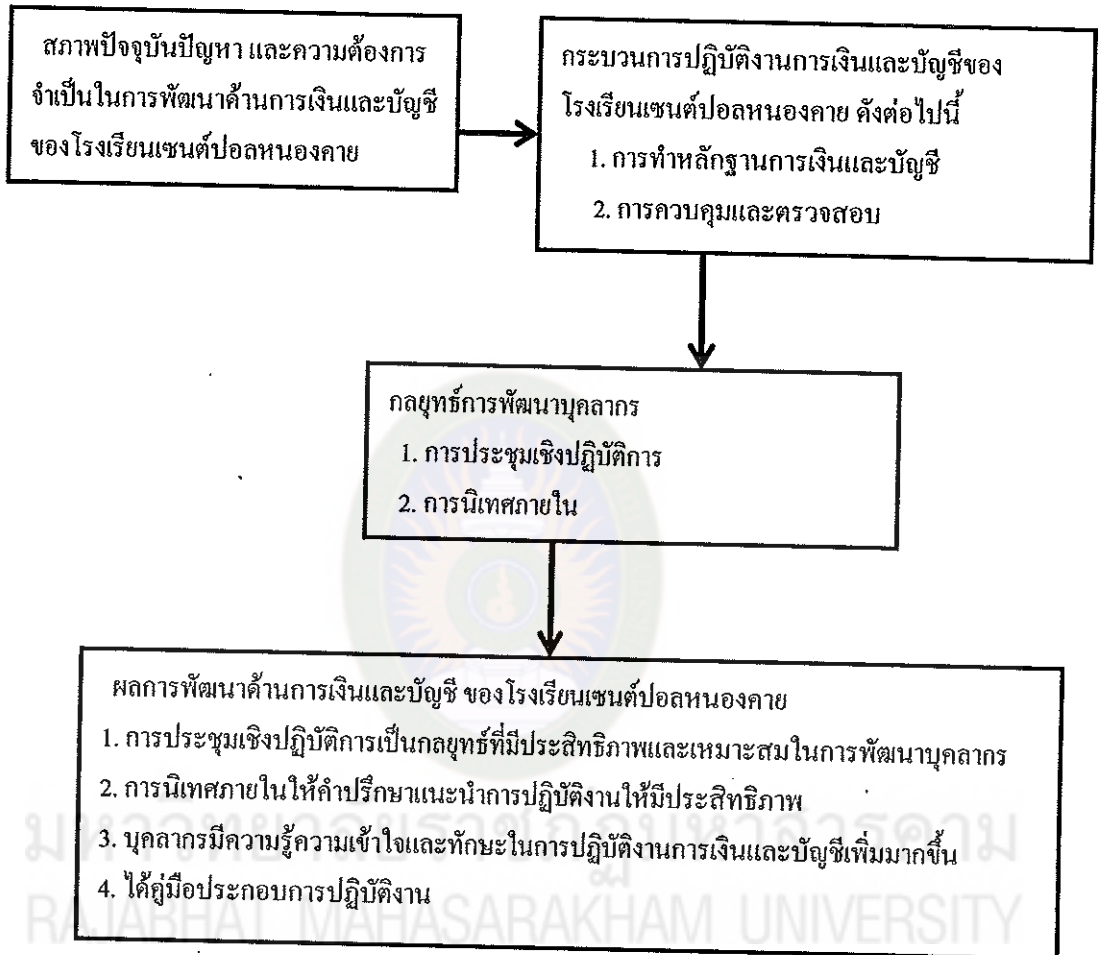 สภาพปัจจุบันปัญหา และความต้องการ
จำเป็นในการพัฒนาด้านการเงินและบัญชี
ของโรงเรียนเซนต์ปอลหนองคาย
กระบวนการปฏิบัติงานการเงินและบัญชีของ
โรงเรียนเซนต์ปอลหนองคาย ดังต่อไปนี้
1. การทำหลักฐานการเงินและบัญชี
2. การควบคุมและตรวจสอบ
กลยุทธ์การพัฒนาบุคลากร
1. การประชุมเชิงปฏิบัติการ
2. การนิเทศภายใน
ผลการพัฒนาด้านการเงินและบัญชี ของโรงเรียนเซนต์ปอลหนองคาย
1. การประชุมเชิงปฏิบัติการเป็นกลยุทธ์ที่มีประสิทธิภาพและเหมาะสมในการพัฒนาบุคลากร
2. การนิเทศภายในให้คำปรึกษาแนะนำการปฏิบัติงานให้มีประสิทธิภาพ
3. บุคลากรมีความรู้ความเข้าใจและทักษะในการปฏิบัติงานการเงินและบัญชีเพิ่มมากขึ้น
4. ได้คู่มือประกอบการปฏิบัติงาน
มหาวิทยาลัยราชภัฏมหาสารคาม
RAJABHAT MAHASARAKHAM UNIVERSITY